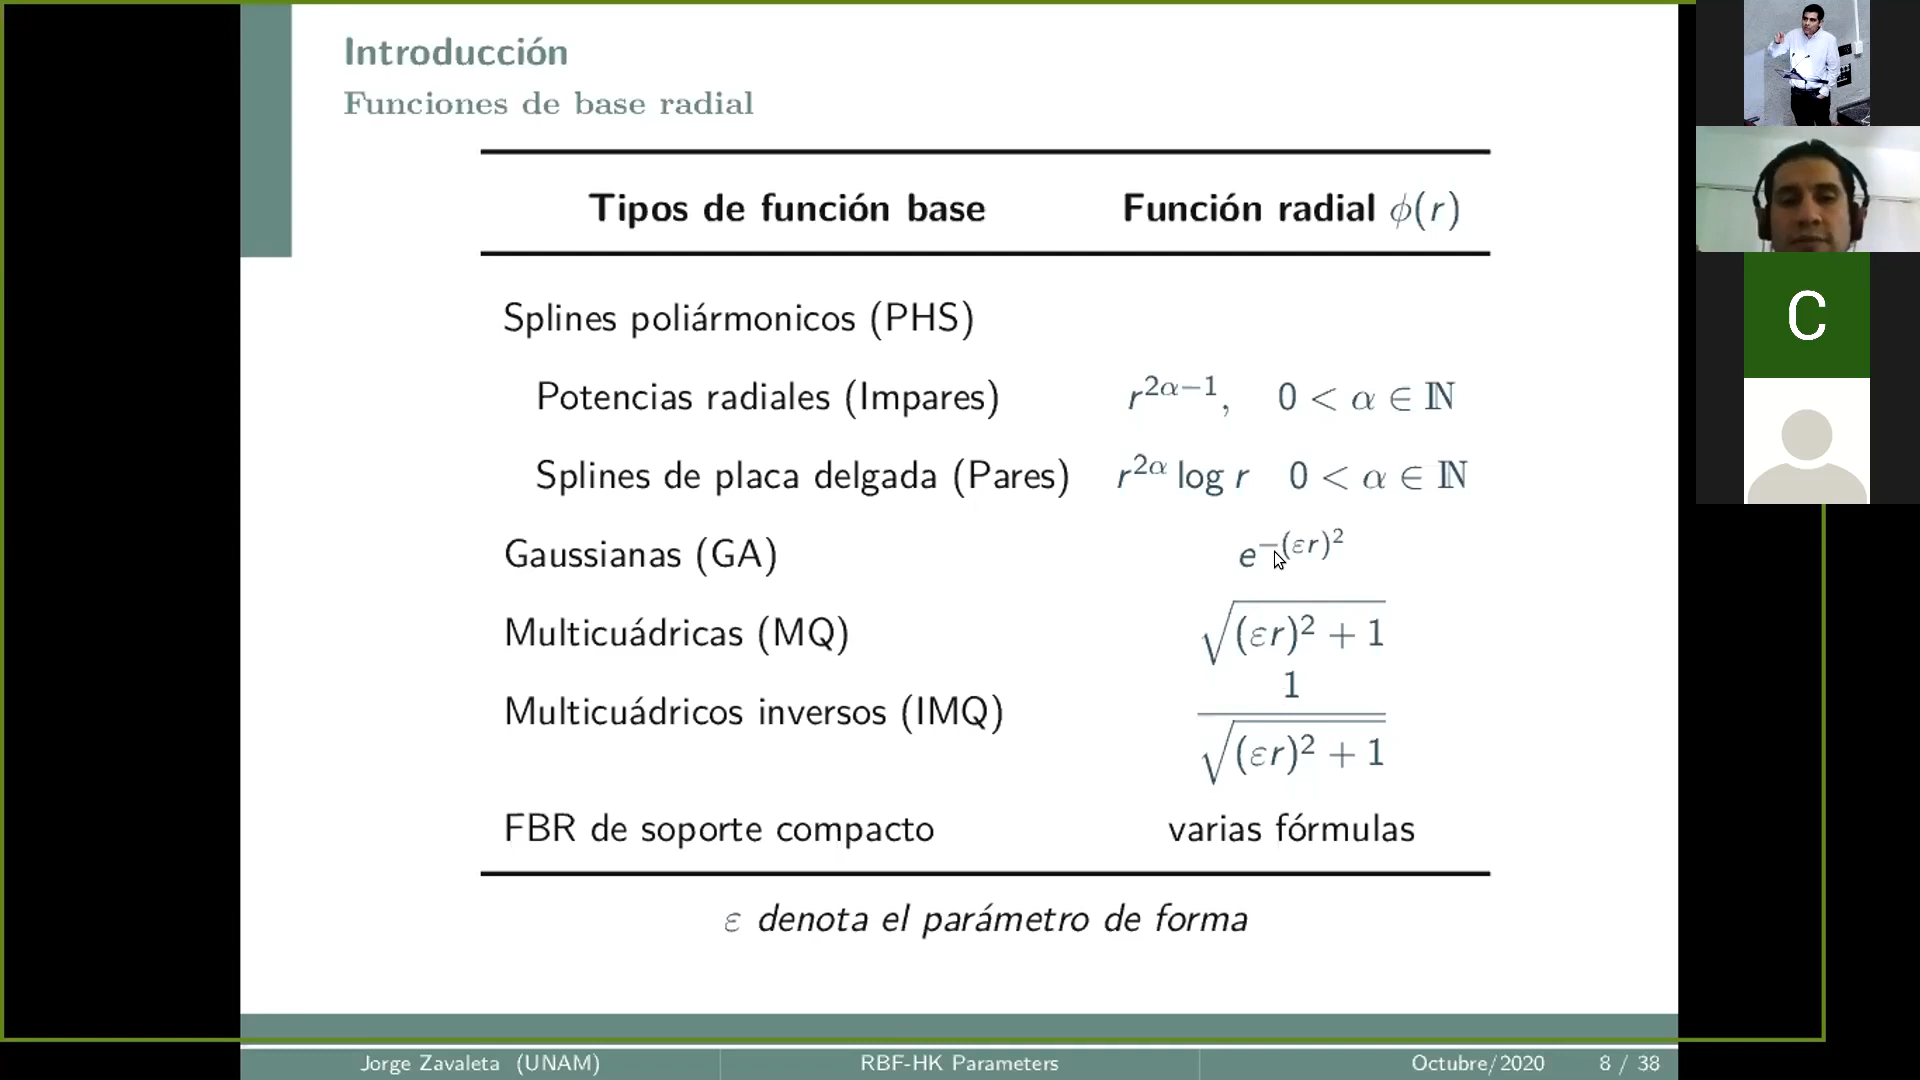 Introducción
Funciones de base radial
Tipos de función base Función radial ϕ(r)
Splines poliármonicos (PHS)
Potencias radiales (Impares) r^{2α−1}, 0 < α ∈ ℕ
Splines de placa delgada (Pares) r^{2α} log r 0 < α ∈ ℕ
Gaussianas (GA) e^{−(εr)^2}
Multicuádricas (MQ) √((εr)^2 + 1)
Multicuádricos inversos (IMQ) 1/√((εr)^2 + 1)
FBR de soporte compacto varias fórmulas
ε denota el parámetro de forma
Jorge Zavaleta (UNAM) RBF-HK Parameters Octubre/2020 8 / 38
C